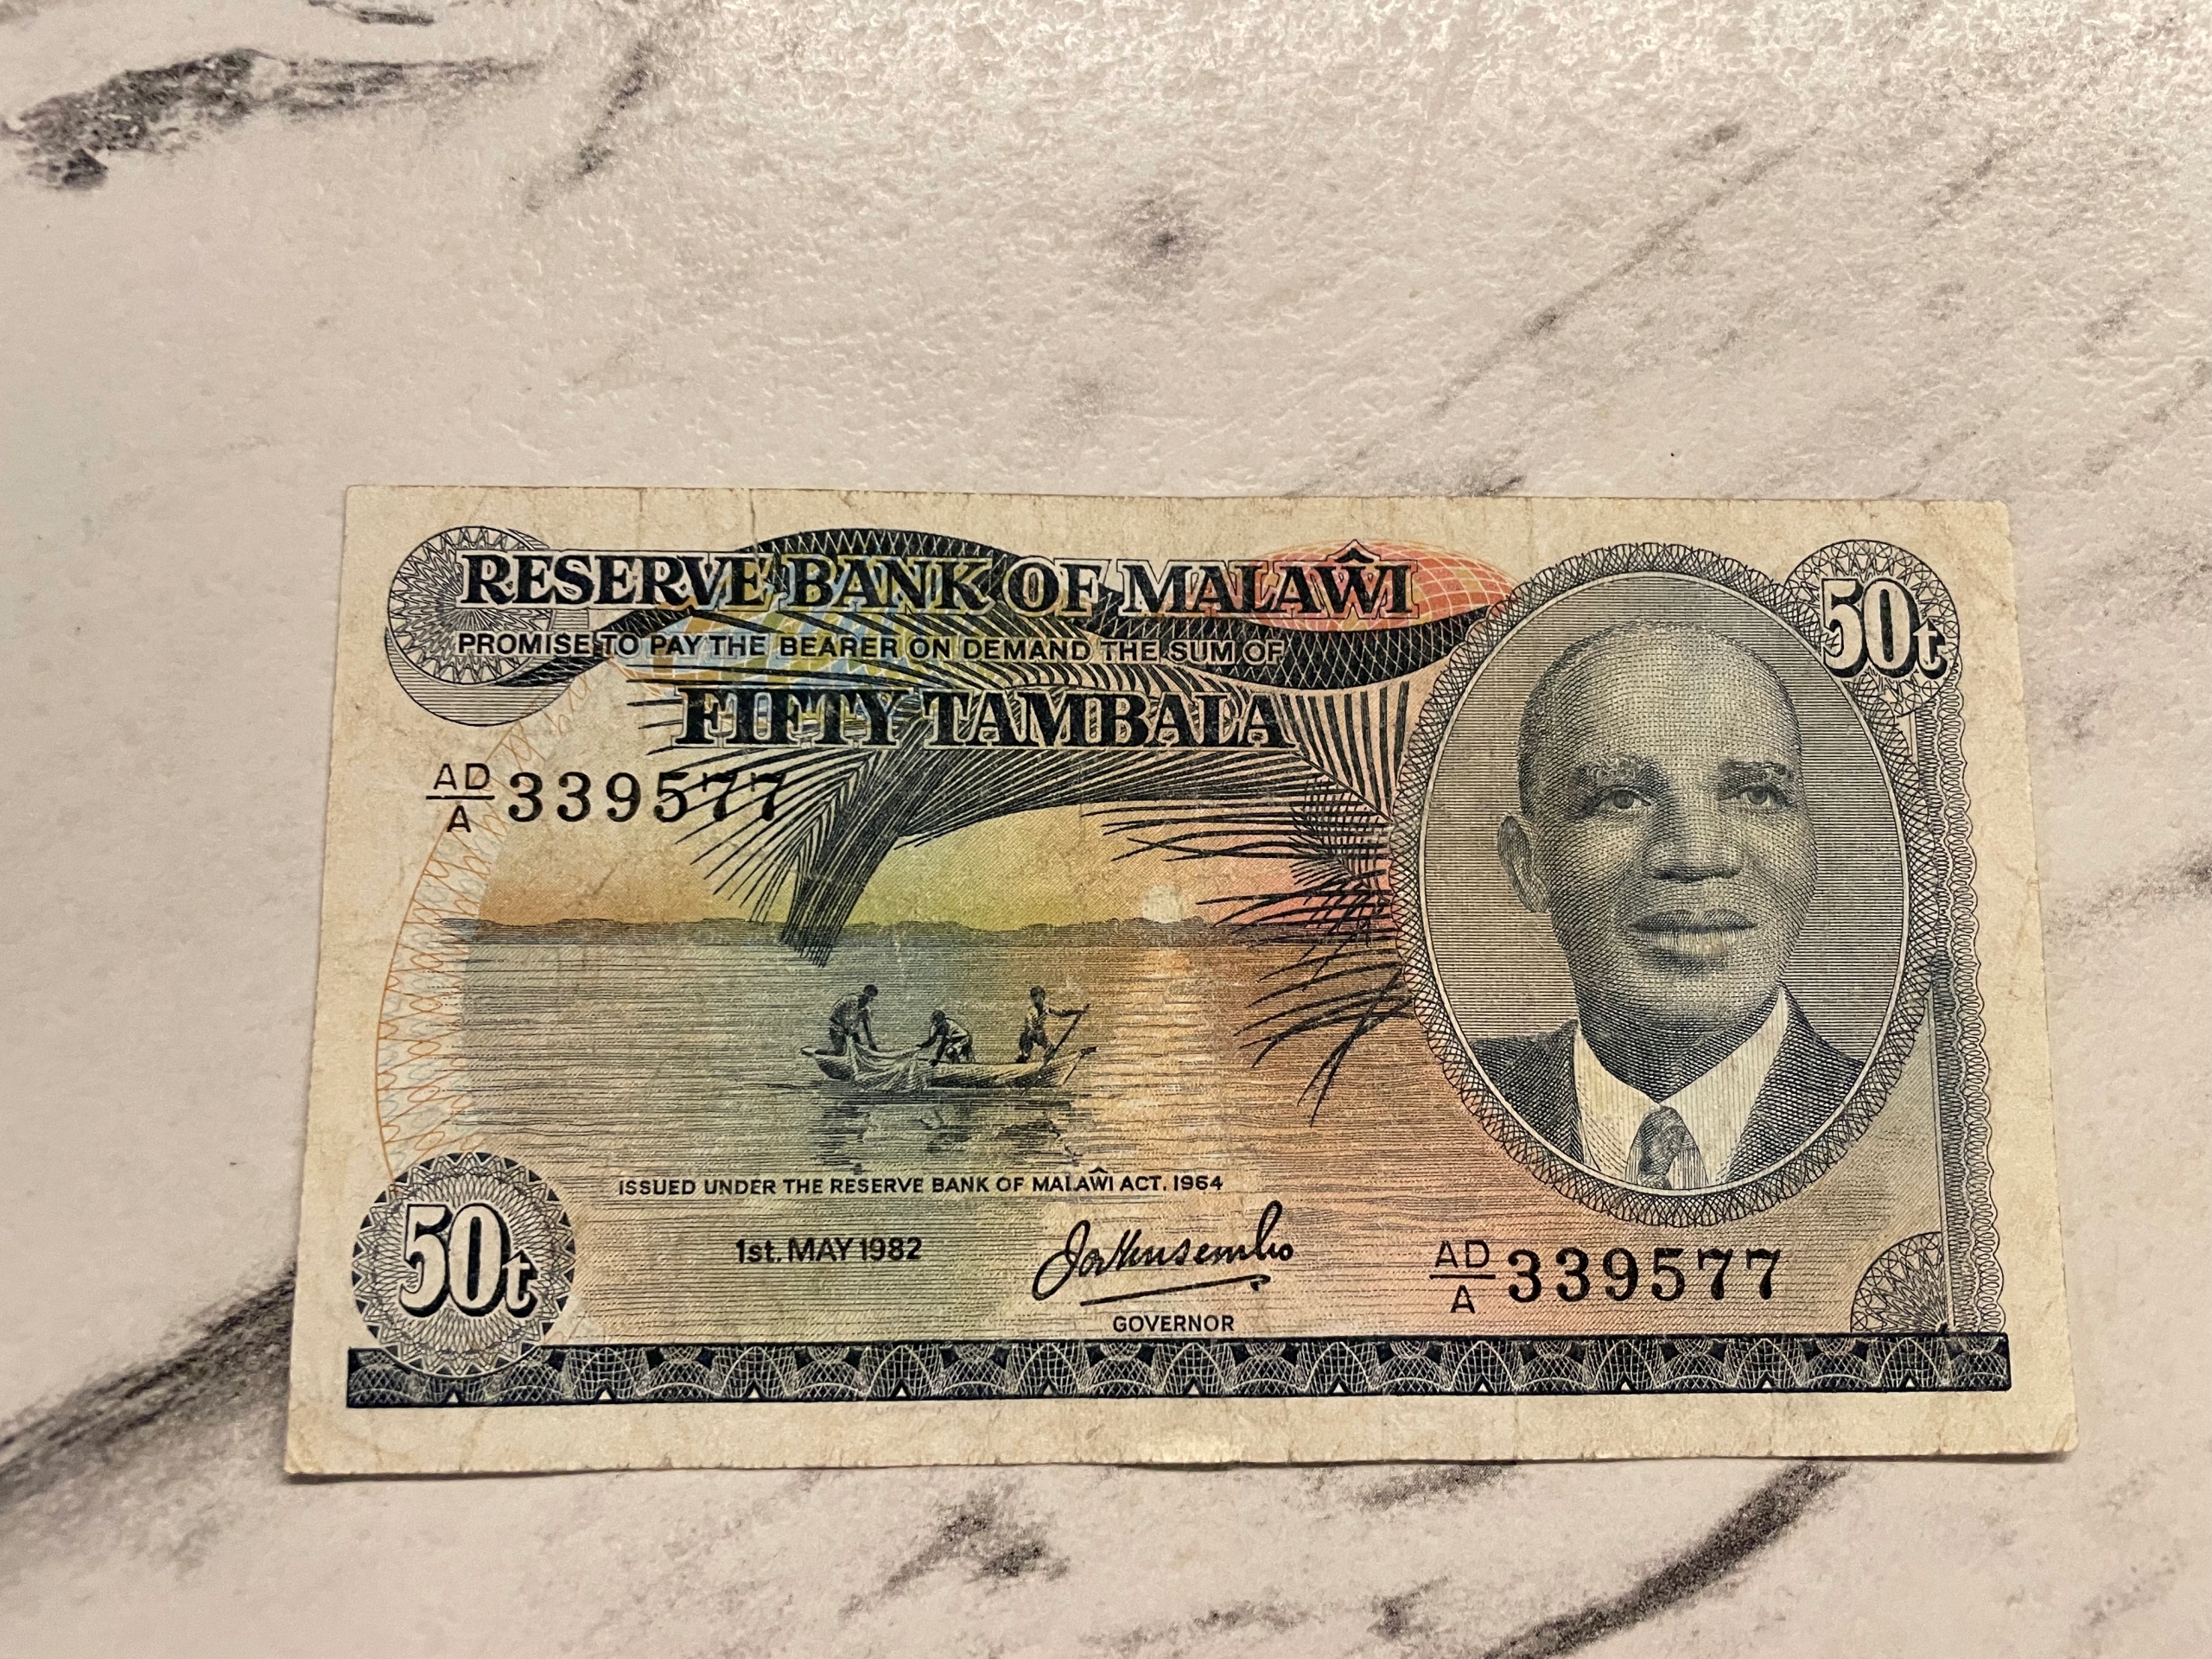 RESERVE BANK OF MALAŴI
50t
PROMISE TO PAY THE BEARER ON DEMAND THE SUM OF
FIFTY TAMBALA
AD/A 339577
ISSUED UNDER THE RESERVE BANK OF MALAŴI ACT. 1964
50t
1st. MAY 1982
AD/A 339577
GOVERNOR